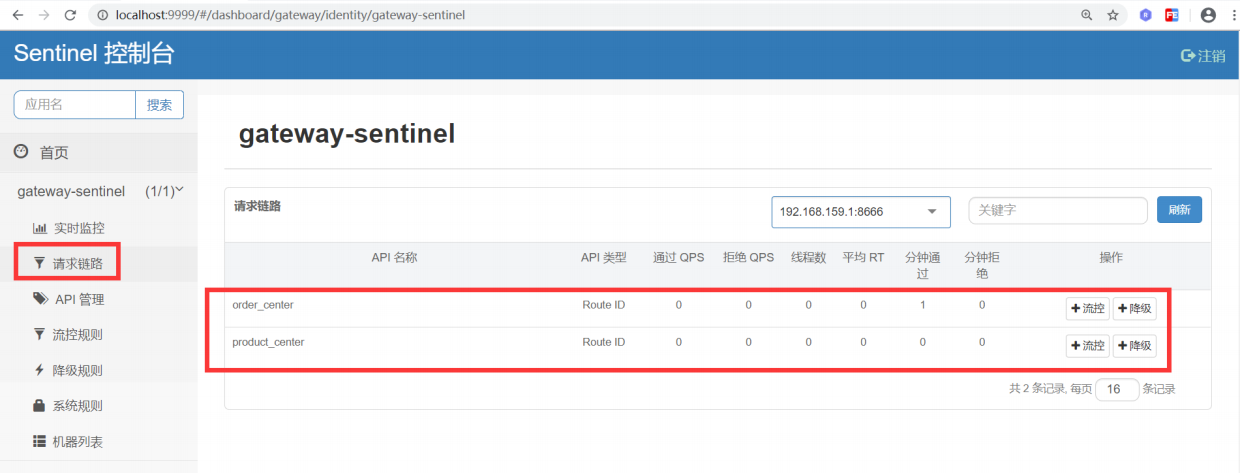 localhost:9999/#/dashboard/gateway/identity/gateway-sentinel
Sentinel 控制台
注销
应用名
搜索
首页
gateway-sentinel (1/1)
实时监控
请求链路
API 管理
流控规则
降级规则
系统规则
机器列表
gateway-sentinel
请求链路
192.168.159.1:8666
关键字
刷新
API 名称 API 类型 通过 QPS 拒绝 QPS 线程数 平均 RT 分钟通过 分钟拒绝 操作
order_center Route ID 0 0 0 0 1 0 流控 降级
product_center Route ID 0 0 0 0 0 0 流控 降级
共 2 条记录, 每页 16 条记录